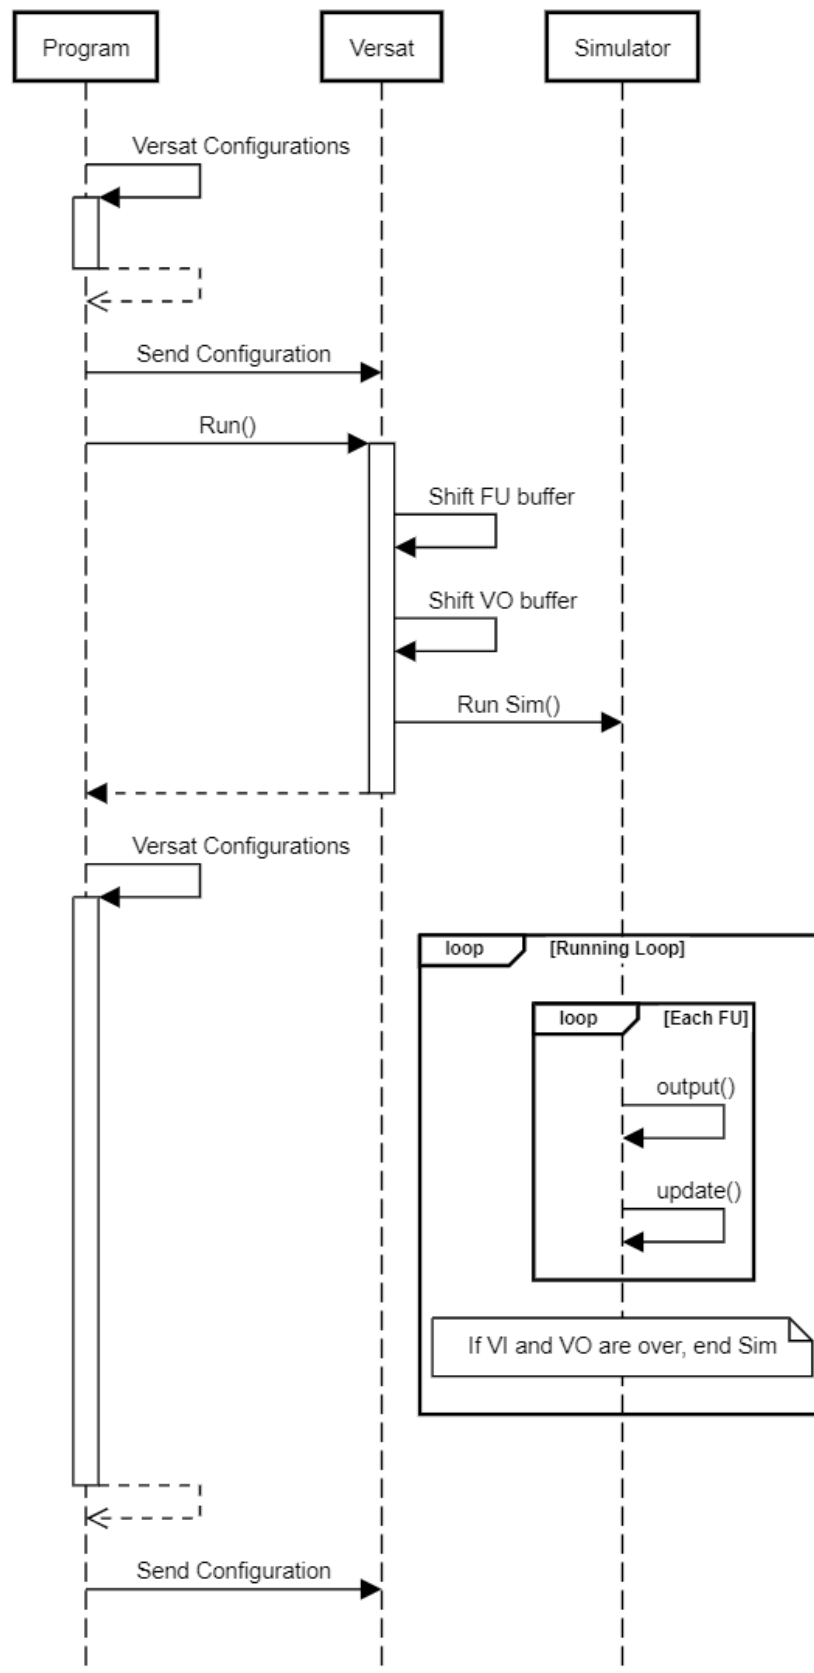 Program
Versat
Simulator
Versat Configurations
Send Configuration
Run()
Shift FU buffer
Shift VO buffer
Run Sim()
Versat Configurations
loop
[Running Loop]
loop
[Each FU]
output()
update()
If VI and VO are over, end Sim
Send Configuration